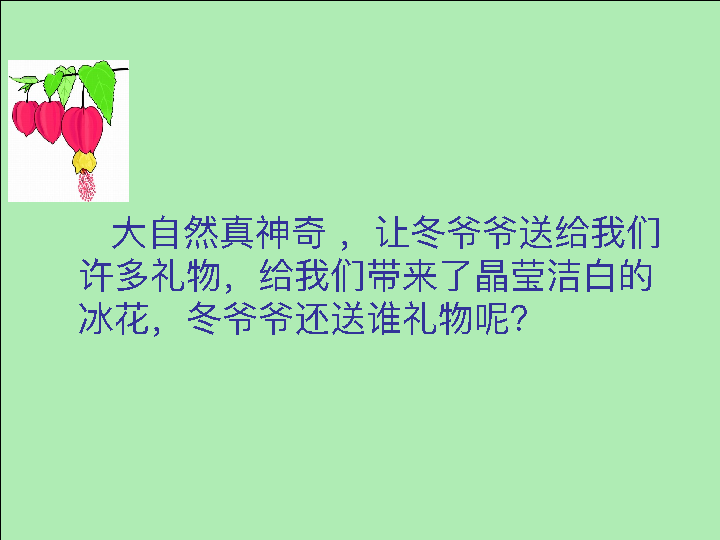 大自然真神奇 ，让冬爷爷送给我们
许多礼物，给我们带来了晶莹洁白的
冰花，冬爷爷还送谁礼物呢？